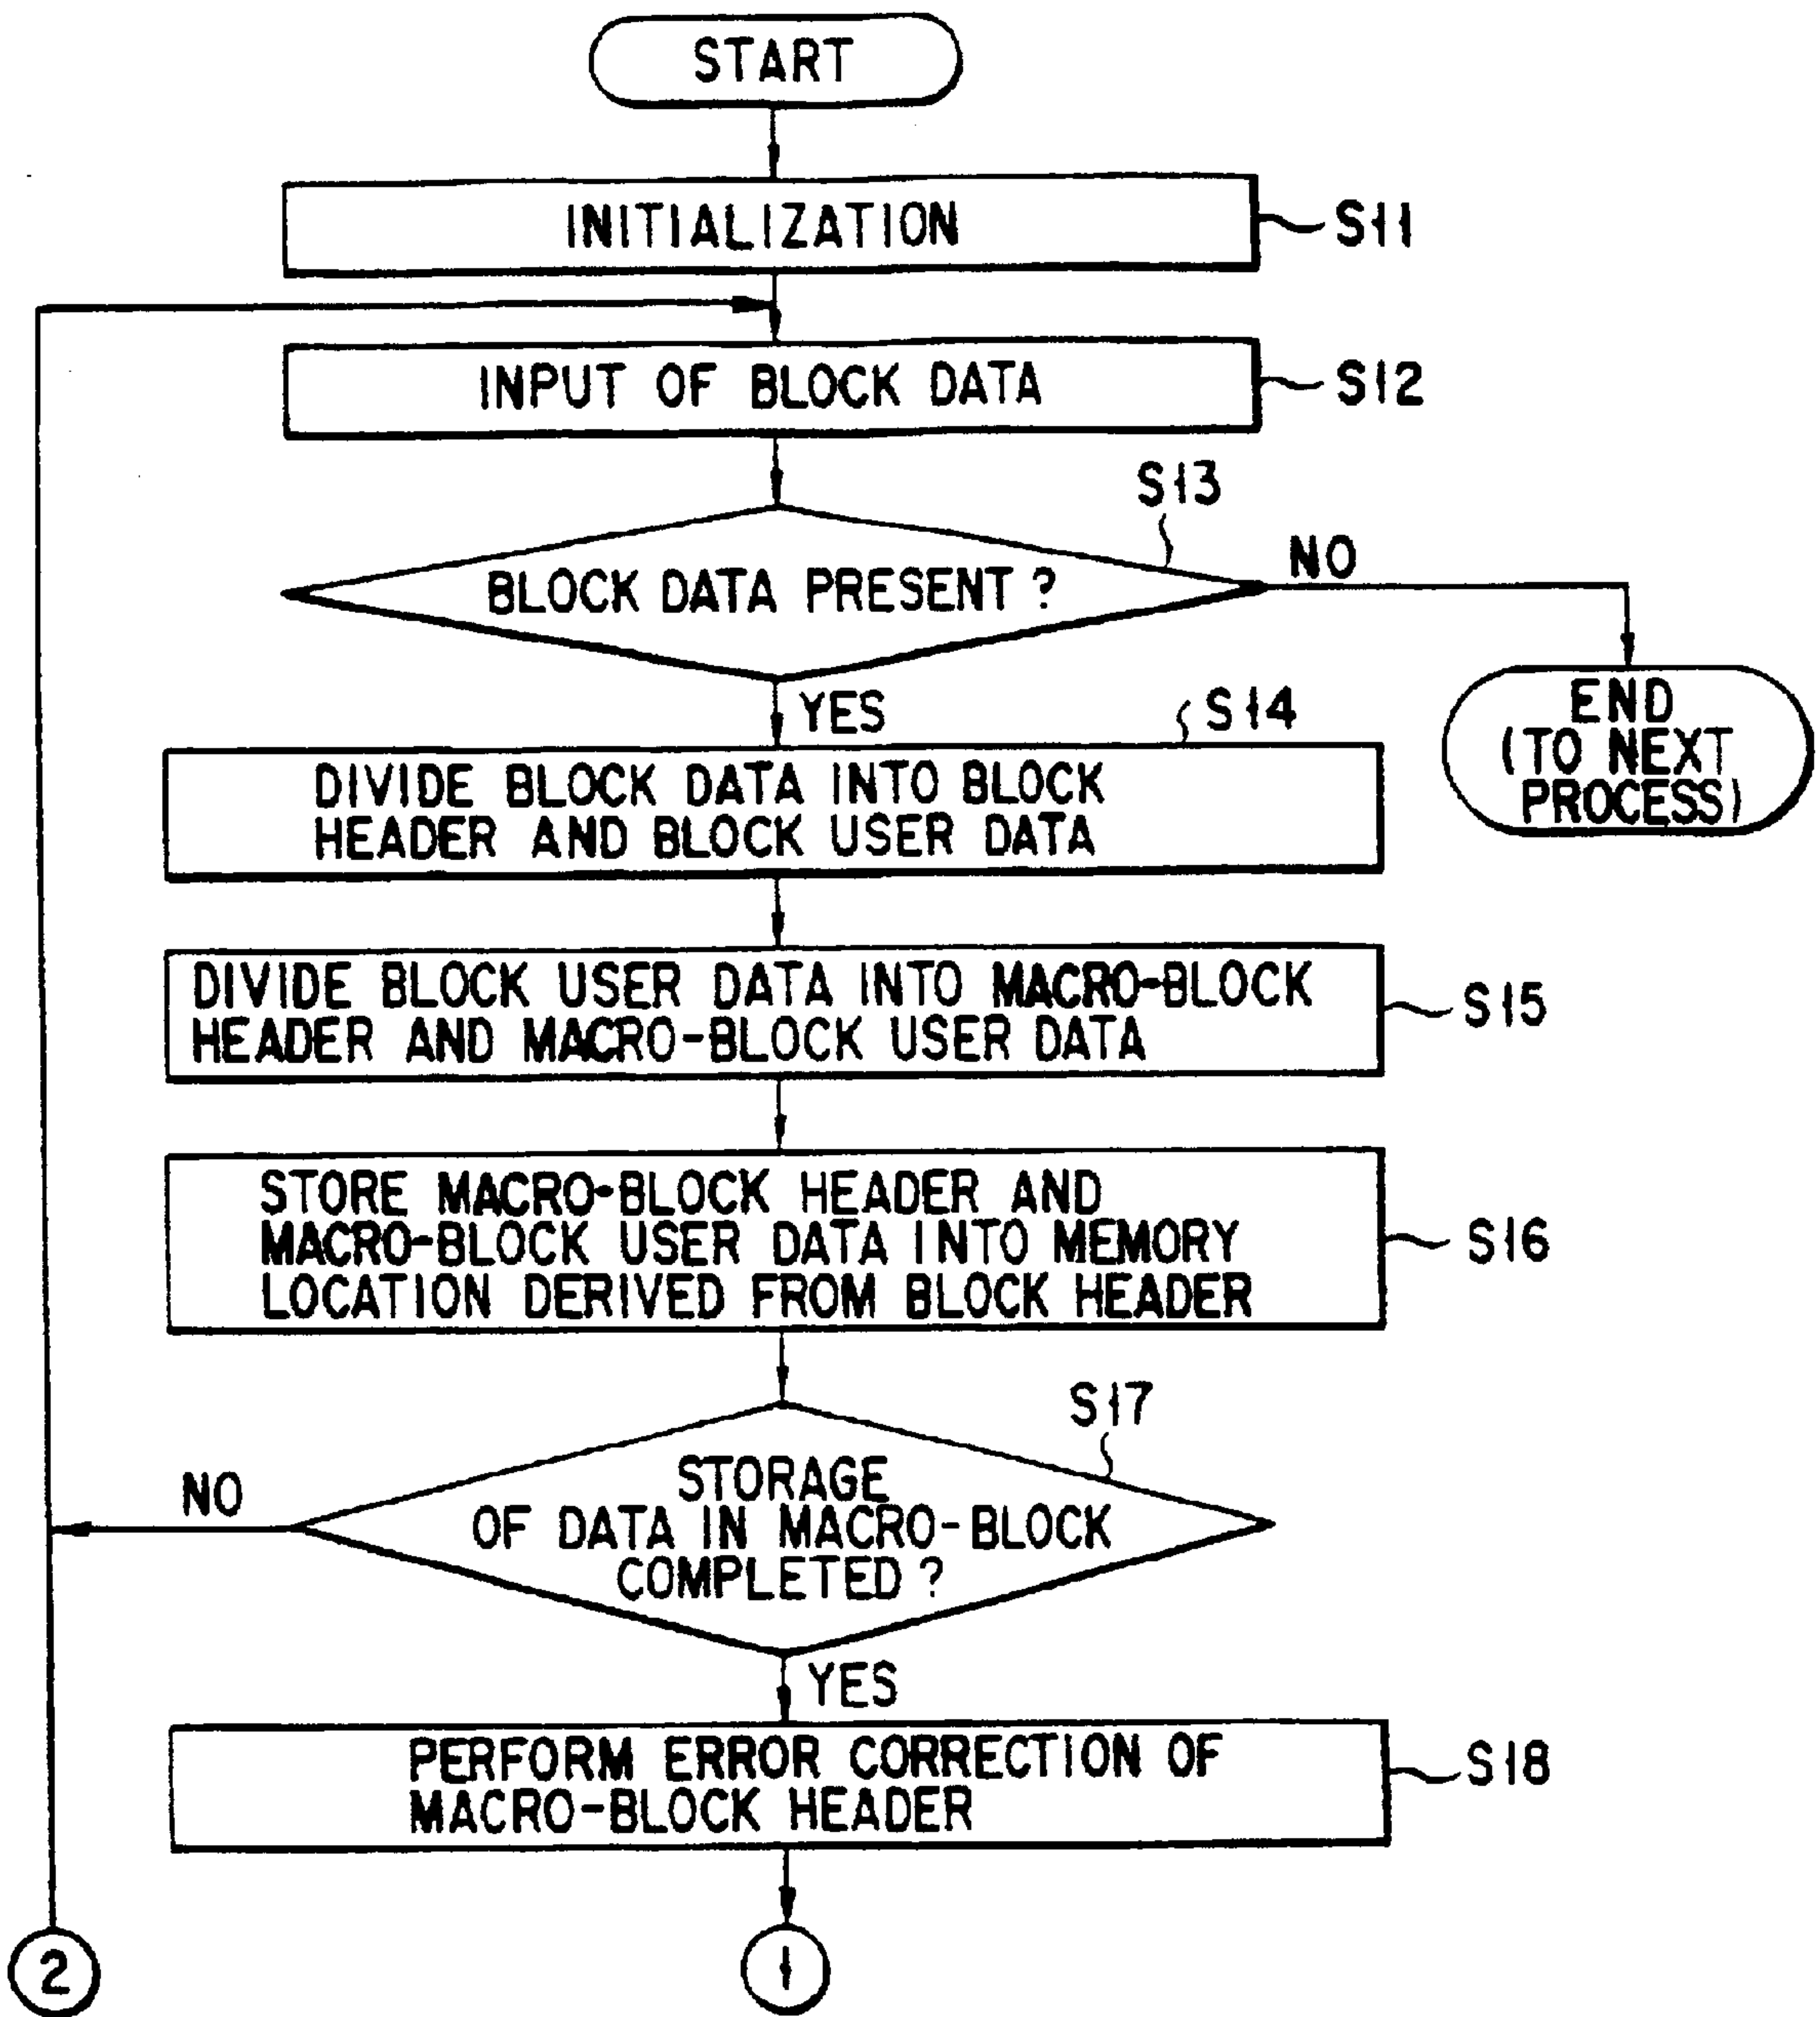 START
INITIALIZATION
S11
INPUT OF BLOCK DATA
S12
S13
BLOCK DATA PRESENT ?
NO
YES
S14
END
(TO NEXT
PROCESS)
DIVIDE BLOCK DATA INTO BLOCK
HEADER AND BLOCK USER DATA
DIVIDE BLOCK USER DATA INTO MACRO-BLOCK
HEADER AND MACRO-BLOCK USER DATA
S15
STORE MACRO-BLOCK HEADER AND
MACRO-BLOCK USER DATA INTO MEMORY
LOCATION DERIVED FROM BLOCK HEADER
S16
S17
STORAGE
OF DATA IN MACRO-BLOCK
COMPLETED ?
NO
YES
PERFORM ERROR CORRECTION OF
MACRO-BLOCK HEADER
S18
2
1